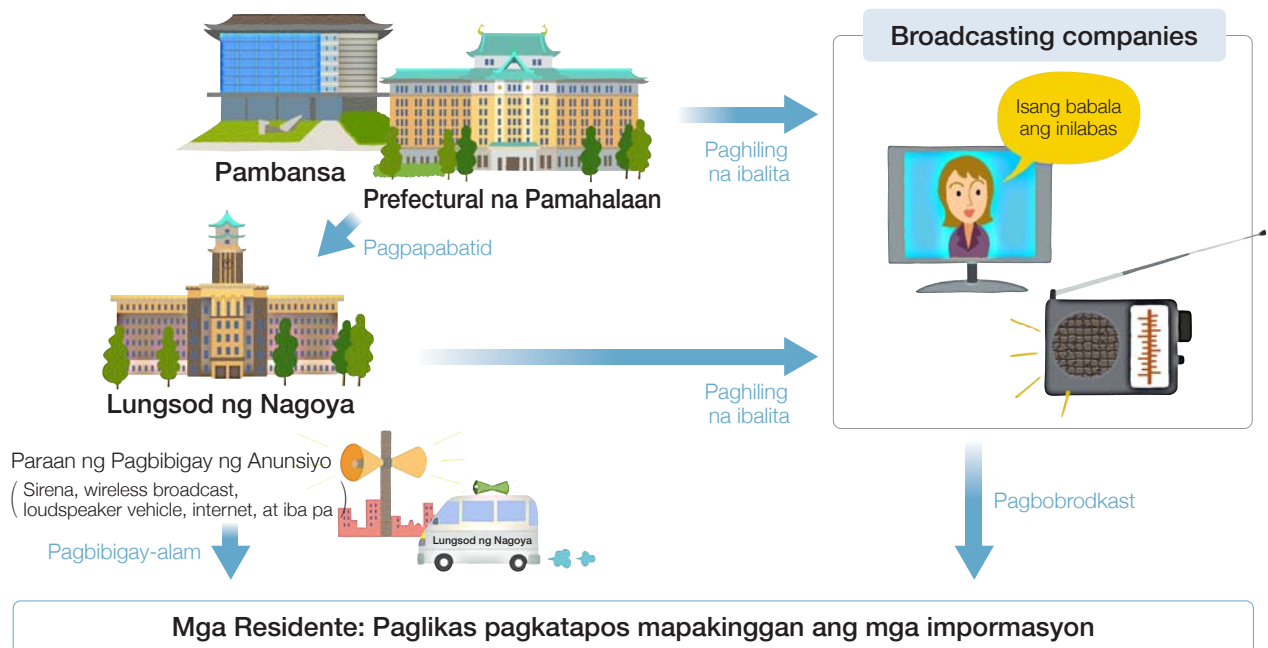 Pambansa
Prefectural na Pamahalaan
Paghiling
na ibalita
Broadcasting companies
Isang babala
ang inilabas
Pagpapabatid
Lungsod ng Nagoya
Paghiling
na ibalita
Paraan ng Pagbibigay ng Anunsiyo
(Sirena, wireless broadcast,
loudspeaker vehicle, internet, at iba pa)
Lungsod ng Nagoya
Pagbibigay-alam
Pagbobrodkast
Mga Residente: Paglikas pagkatapos mapakinggan ang mga impormasyon